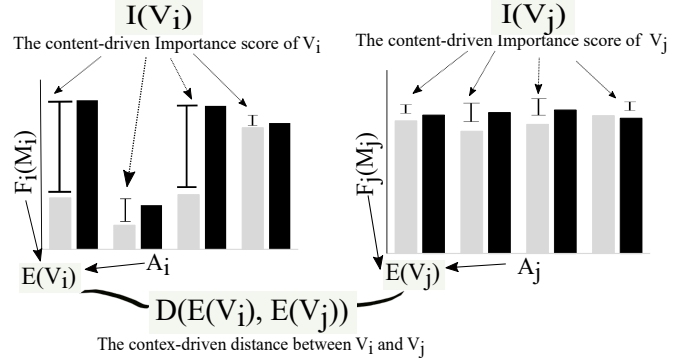 I(Vi)
The content-driven Importance score of Vi
Fi(Mi)
Ai
E(Vi)
I(Vj)
The content-driven Importance score of Vj
Fj(Mj)
Aj
E(Vj)
D(E(Vi), E(Vj))
The contex-driven distance between Vi and Vj